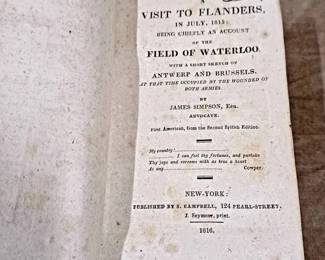 A
VISIT TO FLANDERS,
IN JULY, 1815;
BEING CHIEFLY AN ACCOUNT
OF THE
FIELD OF WATERLOO.
WITH A SHORT SKETCH OF
ANTWERP AND BRUSSELS,
AT THAT TIME OCCUPIED BY THE WOUNDED OF
BOTH ARMIES.
BY
JAMES SIMPSON, Esq.
ADVOCATE.
First American, from the Second British Edition.
My country!
I can feel thy fortunes, and partake
Thy joys and sorrows with as true a heart
As any Cowper.
NEW-YORK:
PUBLISHED BY S. CAMPBELL, 124 PEARL-STREET,
J. Seymour, print.
1816.